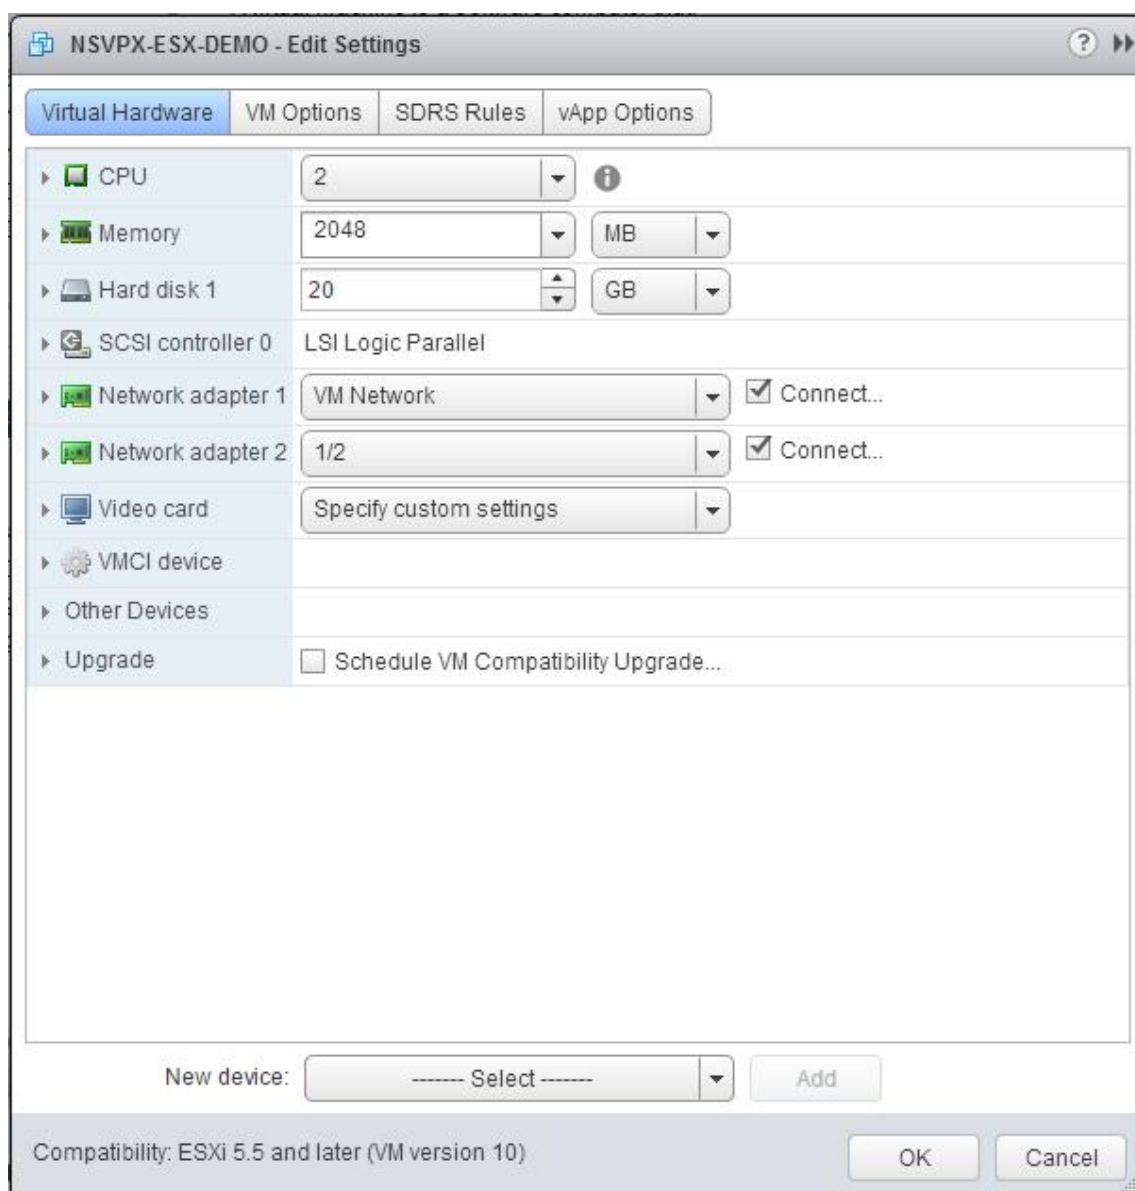 NSVPX-ESX-DEMO - Edit Settings
Virtual Hardware VM Options SDRS Rules vApp Options
CPU 2
Memory 2048 MB
Hard disk 1 20 GB
SCSI controller 0 LSI Logic Parallel
Network adapter 1 VM Network Connect...
Network adapter 2 1/2 Connect...
Video card Specify custom settings
VMCI device
Other Devices
Upgrade Schedule VM Compatibility Upgrade...
New device: ------- Select ------- Add
Compatibility: ESXi 5.5 and later (VM version 10) OK Cancel